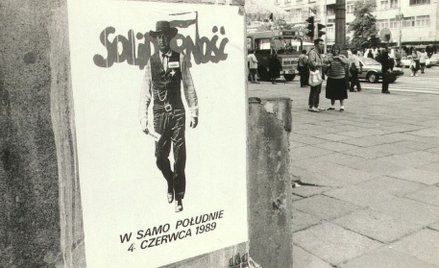 SOLIDARNOŚĆ
W SAMO POŁUDNIE
4 CZERWCA 1989